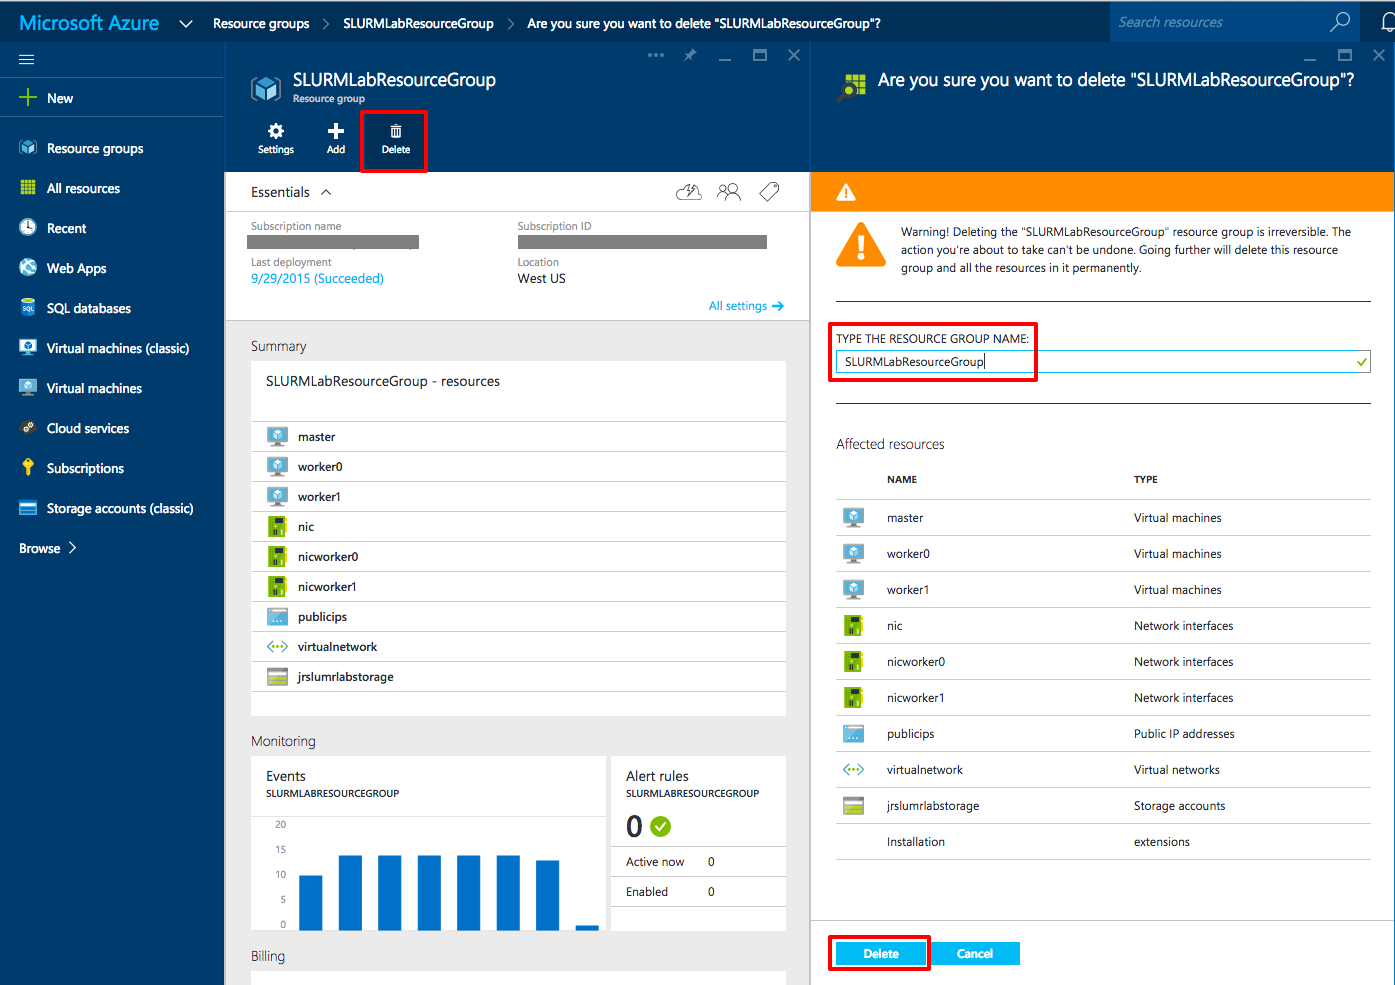 Microsoft Azure
Resource groups
SLURMLabResourceGroup
Are you sure you want to delete "SLURMLabResourceGroup"?
Search resources
New
Resource groups
All resources
Recent
Web Apps
SQL databases
Virtual machines (classic)
Virtual machines
Cloud services
Subscriptions
Storage accounts (classic)
Browse
SLURMLabResourceGroup
Resource group
Settings
Add
Delete
Essentials
Subscription name
Subscription ID
Last deployment
Location
9/29/2015 (Succeeded)
West US
All settings
Summary
SLURMLabResourceGroup - resources
master
worker0
worker1
nic
nicworker0
nicworker1
publicips
virtualnetwork
jrslumrlabstorage
Monitoring
Events
SLURMLABRESOURCEGROUP
20
15
10
5
0
Alert rules
SLURMLABRESOURCEGROUP
0
Active now 0
Enabled 0
Billing
Are you sure you want to delete "SLURMLabResourceGroup"?
Warning! Deleting the "SLURMLabResourceGroup" resource group is irreversible. The
action you're about to take can't be undone. Going further will delete this resource
group and all the resources in it permanently.
TYPE THE RESOURCE GROUP NAME:
SLURMLabResourceGroup
Affected resources
NAME TYPE
master Virtual machines
worker0 Virtual machines
worker1 Virtual machines
nic Network interfaces
nicworker0 Network interfaces
nicworker1 Network interfaces
publicips Public IP addresses
virtualnetwork Virtual networks
jrslumrlabstorage Storage accounts
Installation extensions
Delete
Cancel